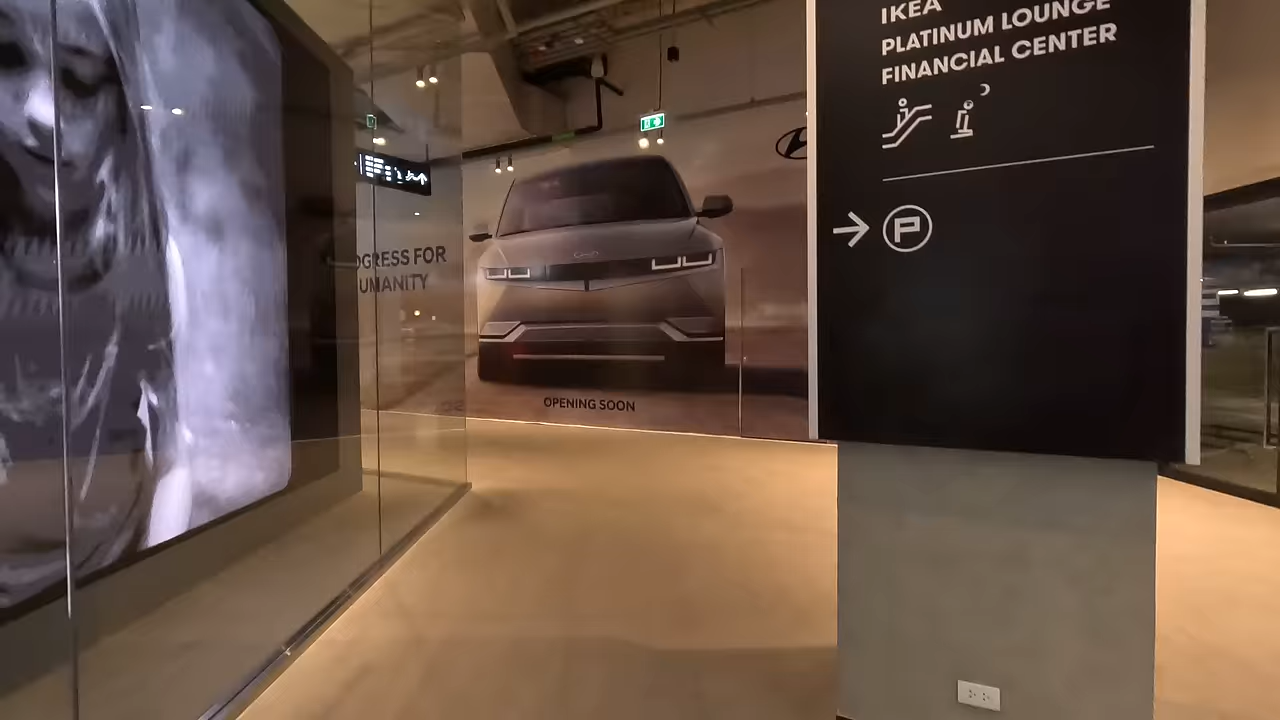 IKEA
PLATINUM LOUNGE
FINANCIAL CENTER
P
OGRESS FOR
UMANITY
OPENING SOON